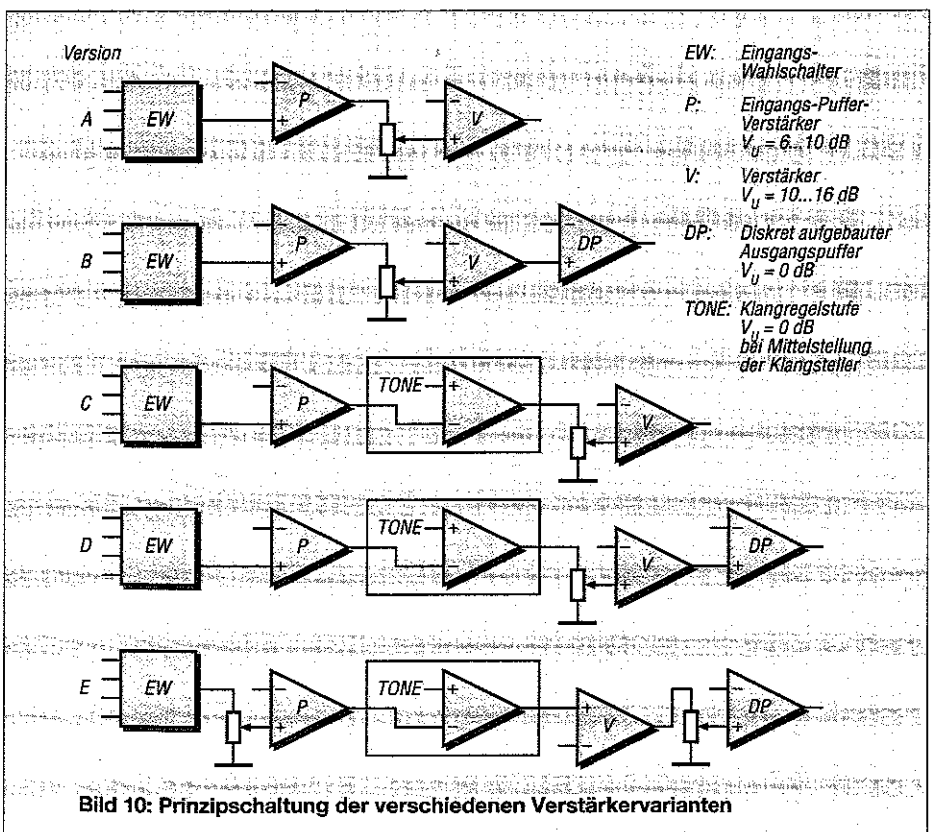 Version
A
EW
P
+
−
V
+
−
B
EW
P
+
−
V
+
−
DP
+
−
C
EW
P
+
−
TONE
+
−
V
+
−
D
EW
P
+
−
TONE
+
−
V
+
−
DP
+
−
E
EW
P
+
−
TONE
+
−
V
+
−
DP
+
−
EW: Eingangs-
Wahlschalter
P: Eingangs-Puffer-
Verstärker
Vu = 6...10 dB
V: Verstärker
Vu = 10...16 dB
DP: Diskret aufgebauter
Ausgangspuffer
Vu = 0 dB
TONE: Klangregelstufe
Vu = 0 dB
bei Mittelstellung
der Klangsteller
Bild 10: Prinzipschaltung der verschiedenen Verstärkervarianten